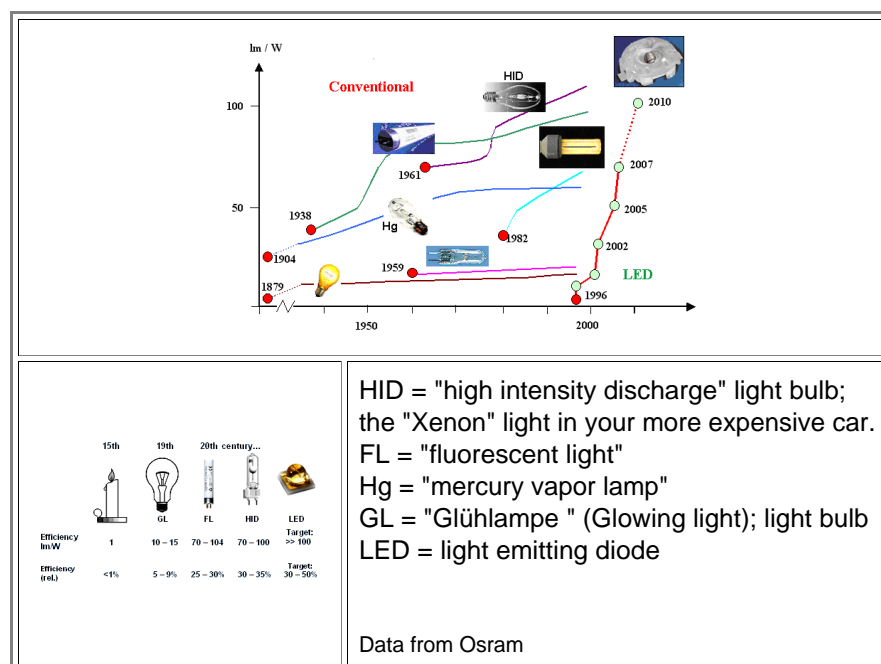 lm / W
Conventional
HID
100
2010
2007
1961
50
1938
Hg
2005
1982
1904
2002
1959
LED
1879
1996
1950
2000
15th 19th 20th century...
GL FL HID LED
Efficiency lm/W 1 10 – 15 70 – 104 70 – 100 Target: >> 100
Efficiency (rel.) <1% 5 – 9% 25 – 30% 30 – 35% Target: 30 – 50%
HID = "high intensity discharge" light bulb;
the "Xenon" light in your more expensive car.
FL = "fluorescent light"
Hg = "mercury vapor lamp"
GL = "Glühlampe " (Glowing light); light bulb
LED = light emitting diode
Data from Osram